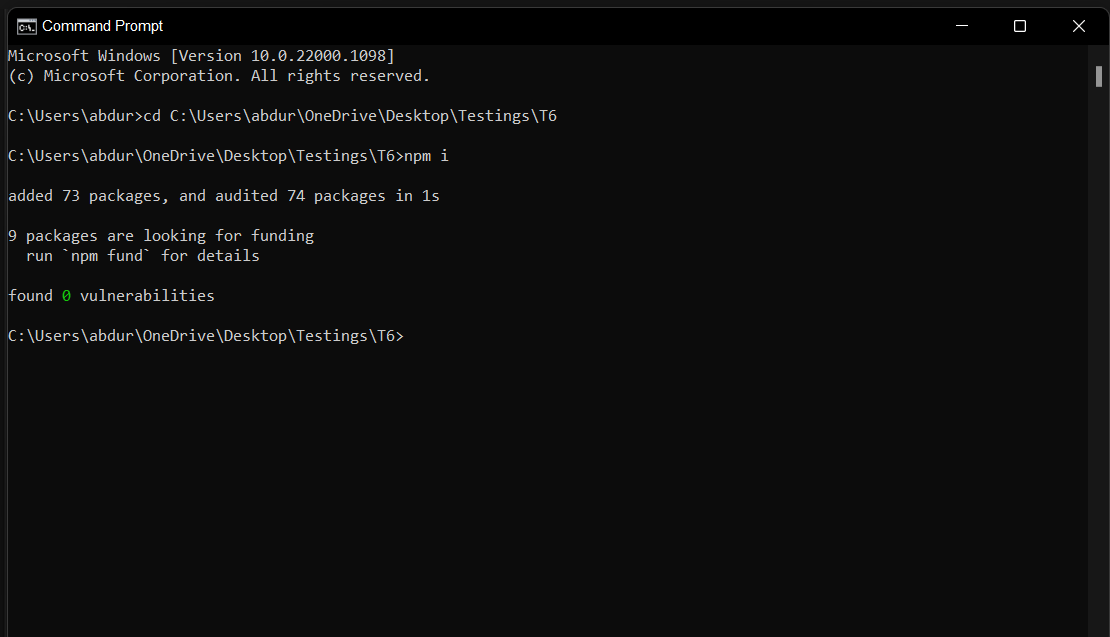 Command Prompt
Microsoft Windows [Version 10.0.22000.1098]
(c) Microsoft Corporation. All rights reserved.
C:\Users\abdur>cd C:\Users\abdur\OneDrive\Desktop\Testings\T6
C:\Users\abdur\OneDrive\Desktop\Testings\T6>npm i
added 73 packages, and audited 74 packages in 1s
9 packages are looking for funding
  run `npm fund` for details
found 0 vulnerabilities
C:\Users\abdur\OneDrive\Desktop\Testings\T6>